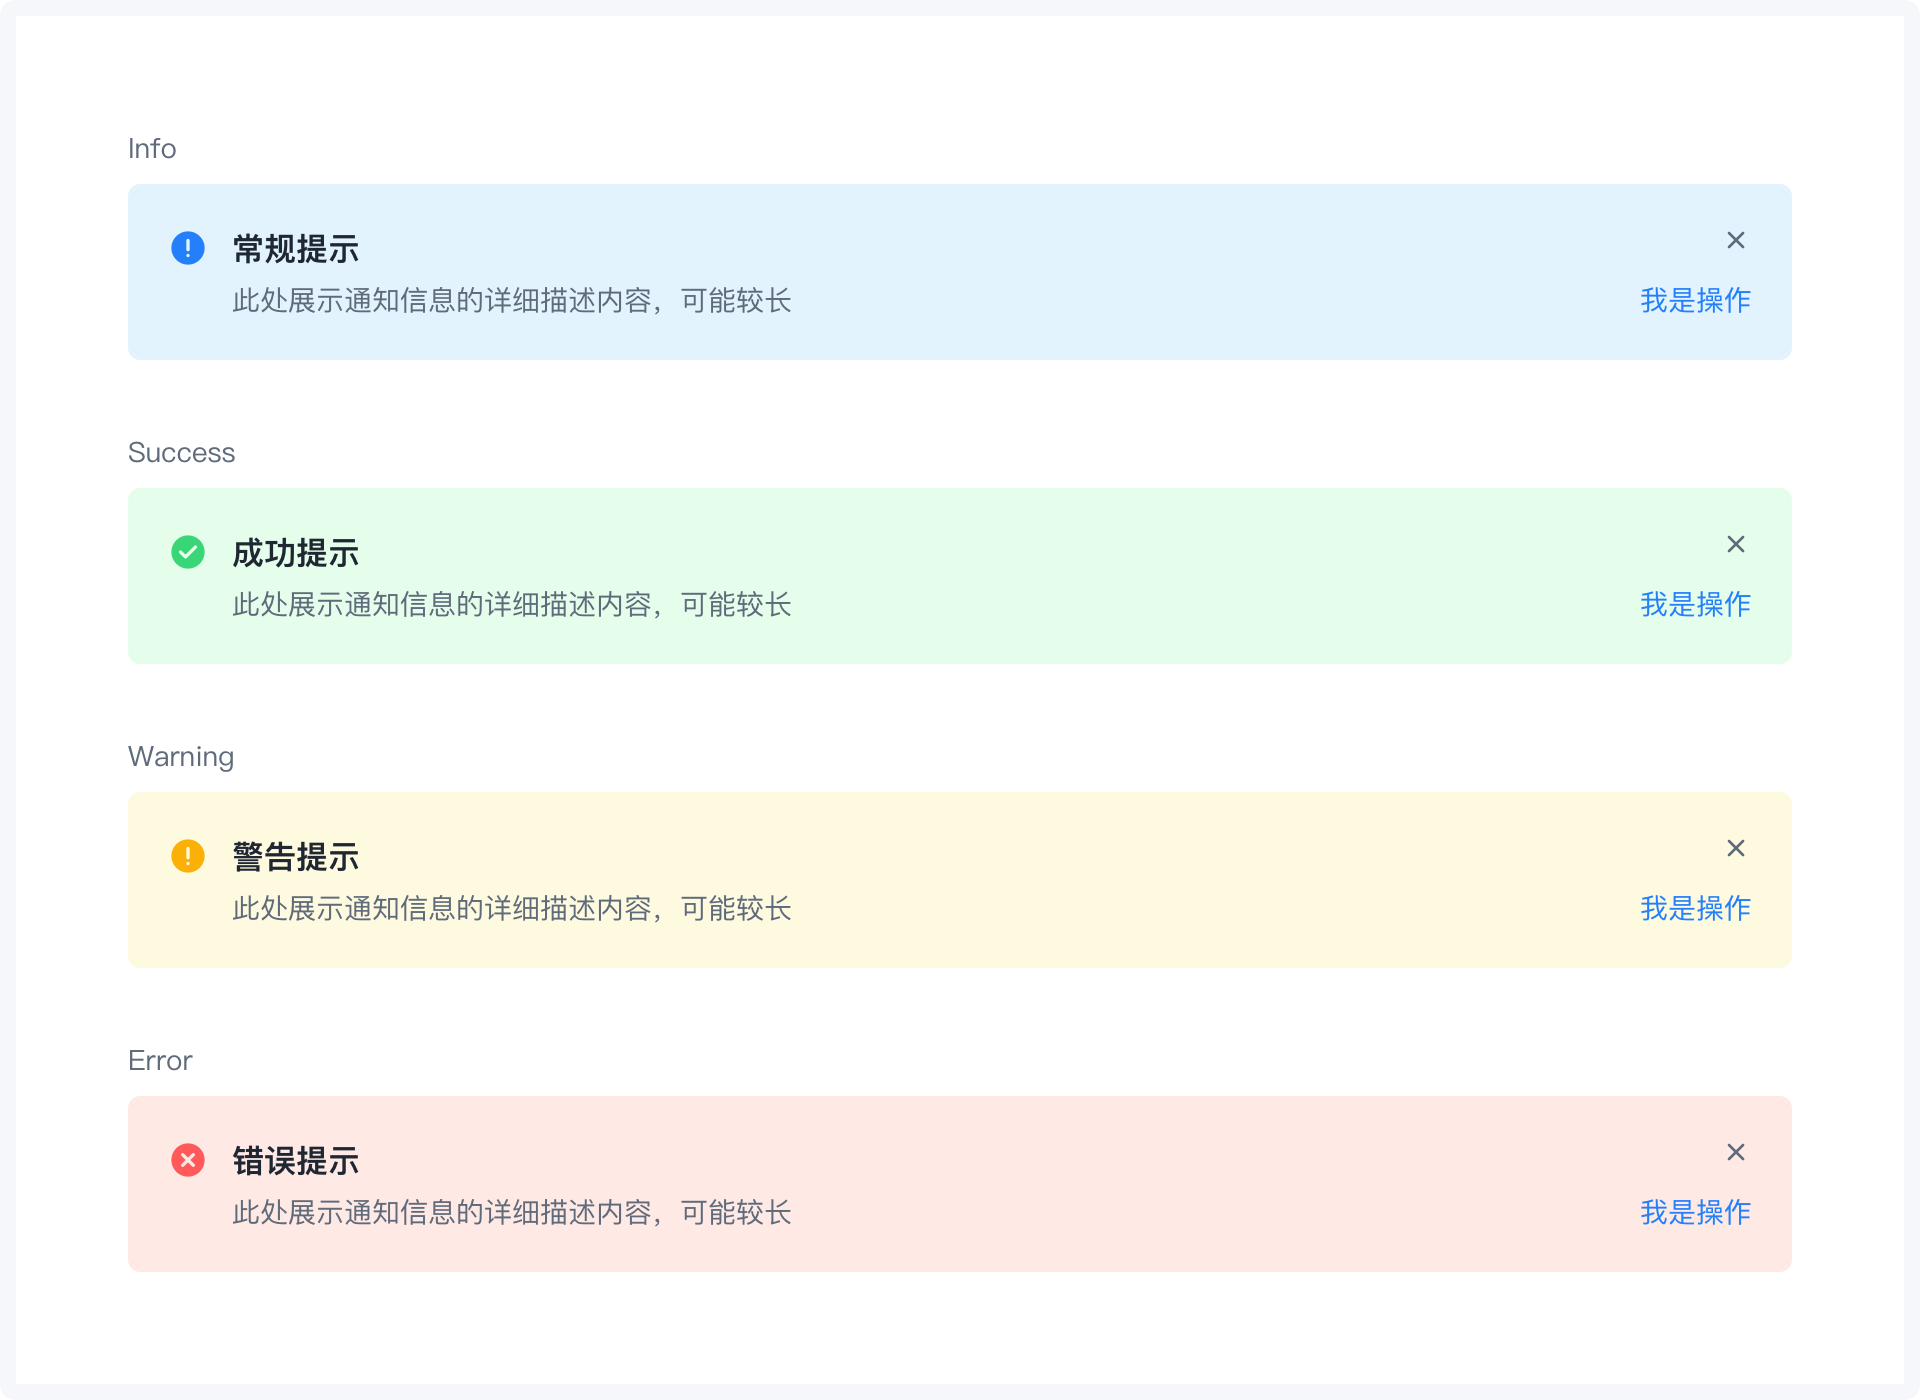 Info
常规提示
此处展示通知信息的详细描述内容，可能较长
我是操作
Success
成功提示
此处展示通知信息的详细描述内容，可能较长
我是操作
Warning
警告提示
此处展示通知信息的详细描述内容，可能较长
我是操作
Error
错误提示
此处展示通知信息的详细描述内容，可能较长
我是操作